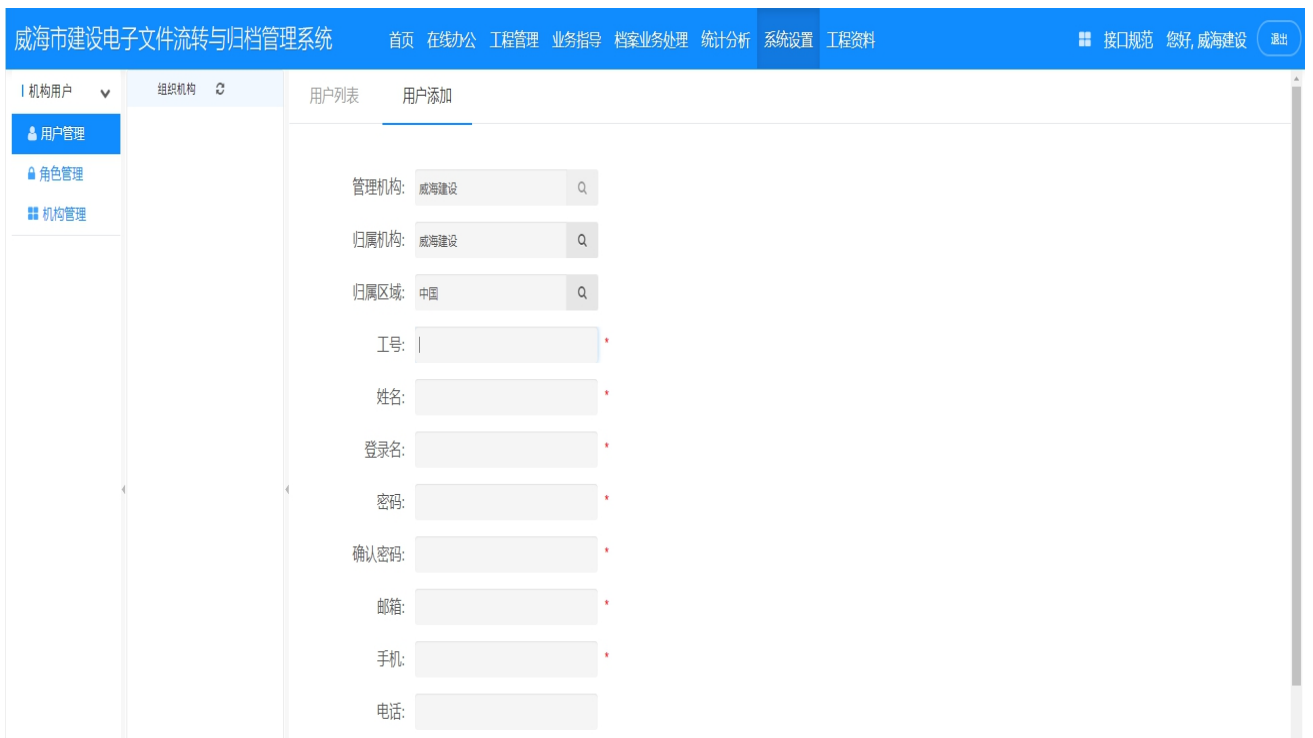 威海市建设电子文件流转与归档管理系统 首页 在线办公 工程管理 业务指导 档案业务处理 统计分析 系统设置 工程资料 接口规范 您好, 威海建设 退出
机构用户
用户管理
角色管理
机构管理
组织机构
用户列表 用户添加
管理机构: 威海建设
归属机构: 威海建设
归属区域: 中国
工号: *
姓名: *
登录名: *
密码: *
确认密码: *
邮箱: *
手机: *
电话: